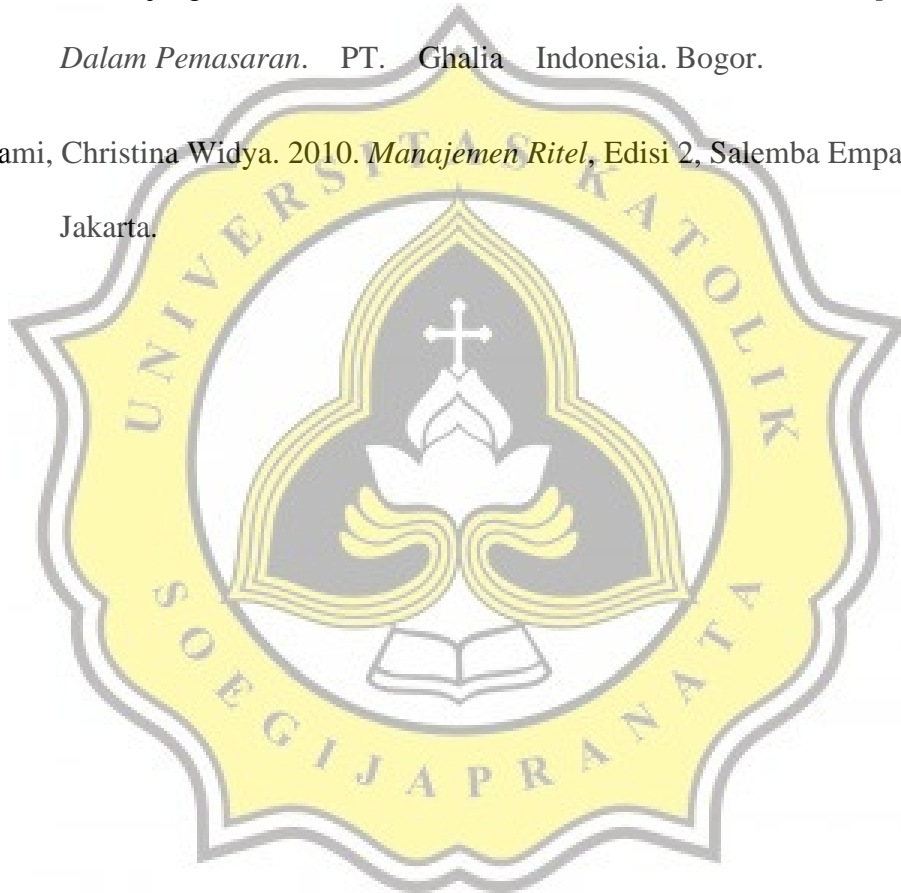 Dalam Pemasaran. PT. Ghalia Indonesia. Bogor.
ami, Christina Widya. 2010. Manajemen Ritel, Edisi 2, Salemba Empa
Jakarta.
UNIVERSITAS KATOLIK
SOEGIJAPRANATA